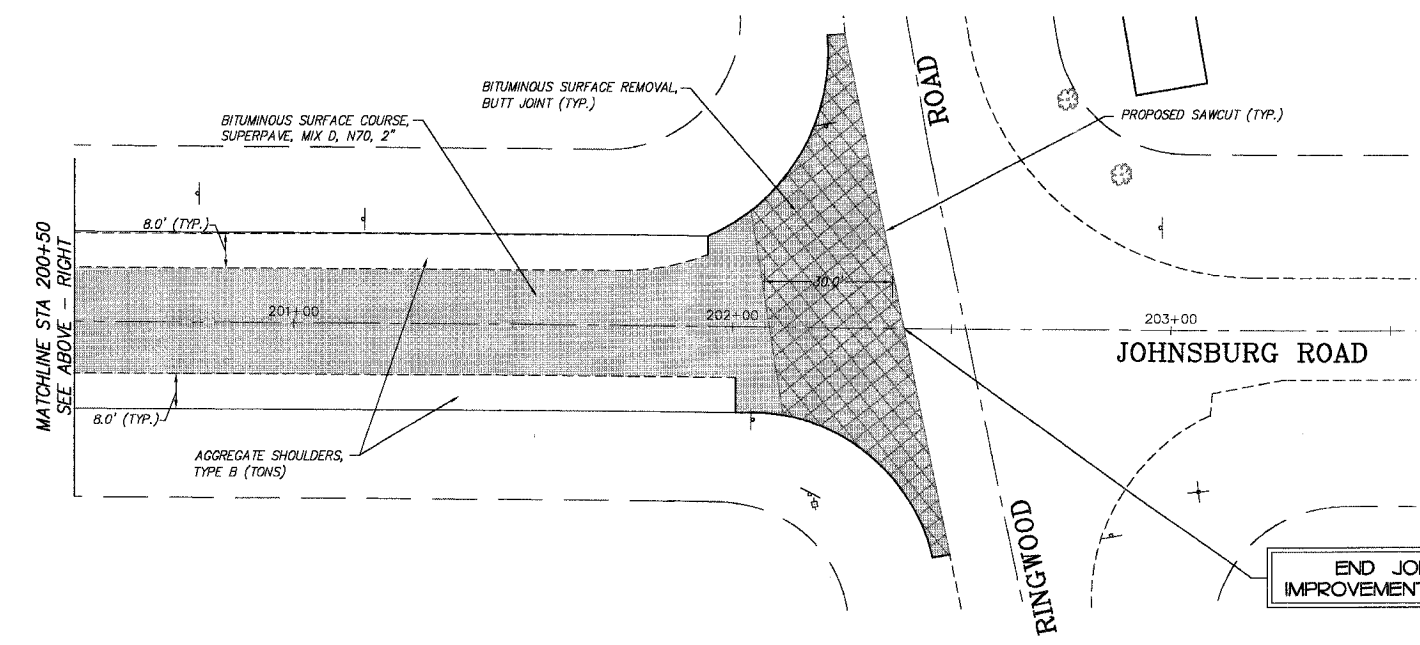 BITUMINOUS SURFACE REMOVAL,
BUTT JOINT (TYP.)
BITUMINOUS SURFACE COURSE,
SUPERPAVE, MIX D, N70, 2"
ROAD
PROPOSED SAWCUT (TYP.)
MATCHLINE STA 200+50
SEE ABOVE – RIGHT
8.0' (TYP.)
30.0'
201+00
202+00
203+00
JOHNSBURG ROAD
8.0' (TYP.)
AGGREGATE SHOULDERS,
TYPE B (TONS)
RINGWOOD
END JO
IMPROVEMENT